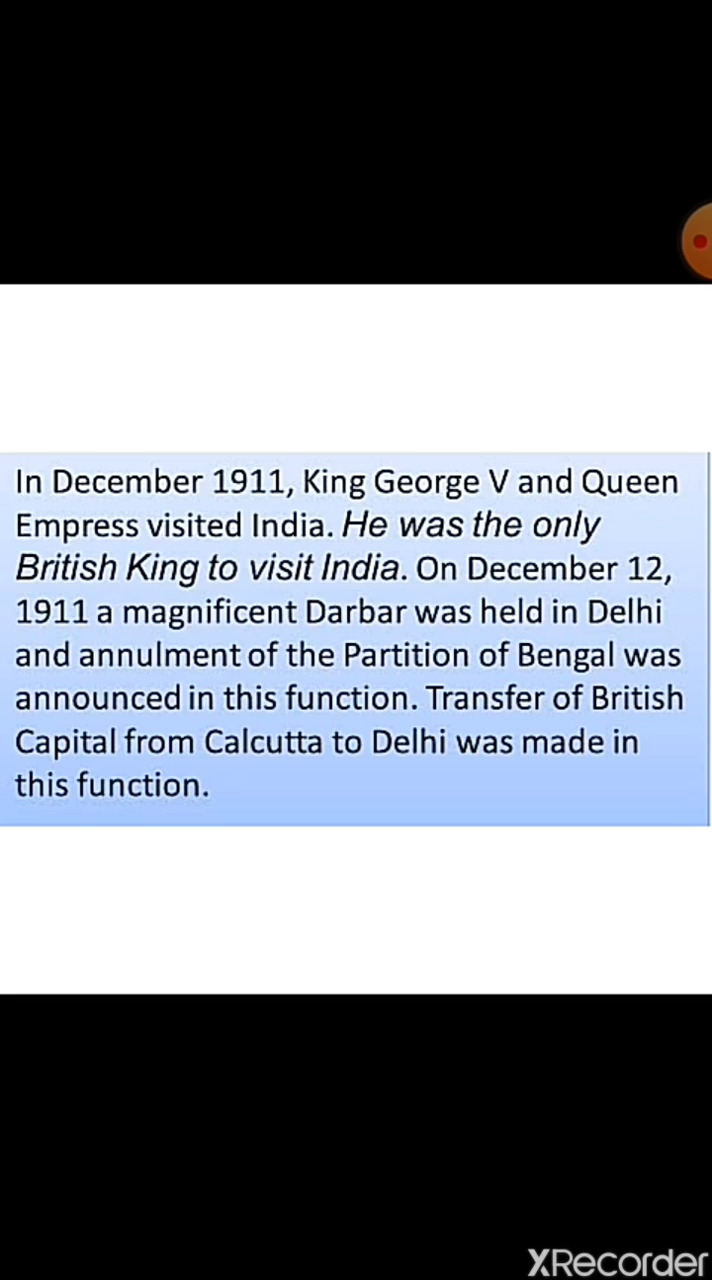 In December 1911, King George V and Queen
Empress visited India. He was the only
British King to visit India. On December 12,
1911 a magnificent Darbar was held in Delhi
and annulment of the Partition of Bengal was
announced in this function. Transfer of British
Capital from Calcutta to Delhi was made in
this function.
XRecorder